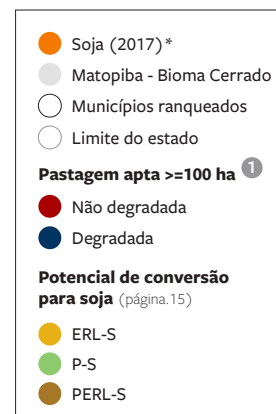 Soja (2017)*
Matopiba - Bioma Cerrado
Municípios ranqueados
Limite do estado
Pastagem apta >=100 ha 1
Não degradada
Degradada
Potencial de conversão
para soja (página.15)
ERL-S
P-S
PERL-S